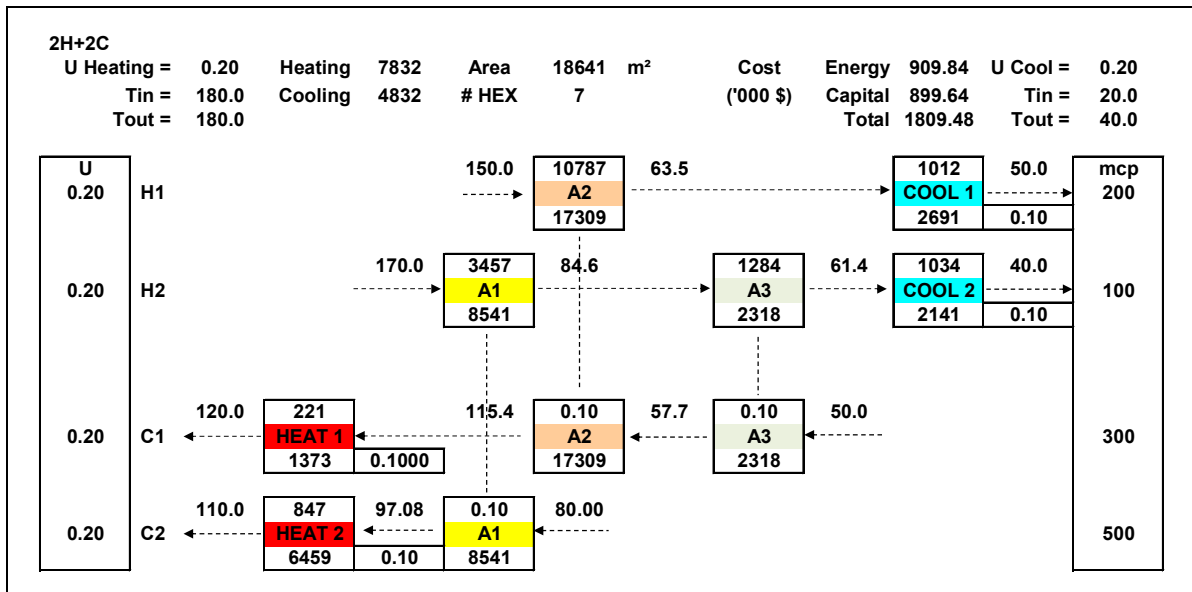 2H+2C
U Heating = 0.20 Heating 7832 Area 18641 m² Cost Energy 909.84 U Cool = 0.20
Tin = 180.0 Cooling 4832 # HEX 7 ('000 $) Capital 899.64 Tin = 20.0
Tout = 180.0 Total 1809.48 Tout = 40.0
U 150.0 10787 63.5 1012 50.0 mcp
0.20 H1 A2 COOL 1 200
17309 2691 0.10
170.0 3457 84.6 1284 61.4 1034 40.0
0.20 H2 A1 A3 COOL 2 100
8541 2318 2141 0.10
120.0 221 115.4 0.10 57.7 0.10 50.0
0.20 C1 HEAT 1 A2 A3 300
1373 0.1000 17309 2318
110.0 847 97.08 0.10 80.00
0.20 C2 HEAT 2 A1 500
6459 0.10 8541